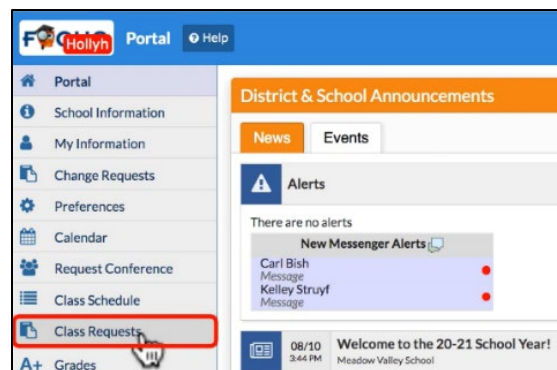 Hollyh
Portal
Help
Portal
School Information
My Information
Change Requests
Preferences
Calendar
Request Conference
Class Schedule
Class Requests
A+ Grades
District & School Announcements
News Events
Alerts
There are no alerts
New Messenger Alerts
Carl Bish
Message
Kelley Struyf
Message
08/10
3:44 PM
Welcome to the 20-21 School Year!
Meadow Valley School